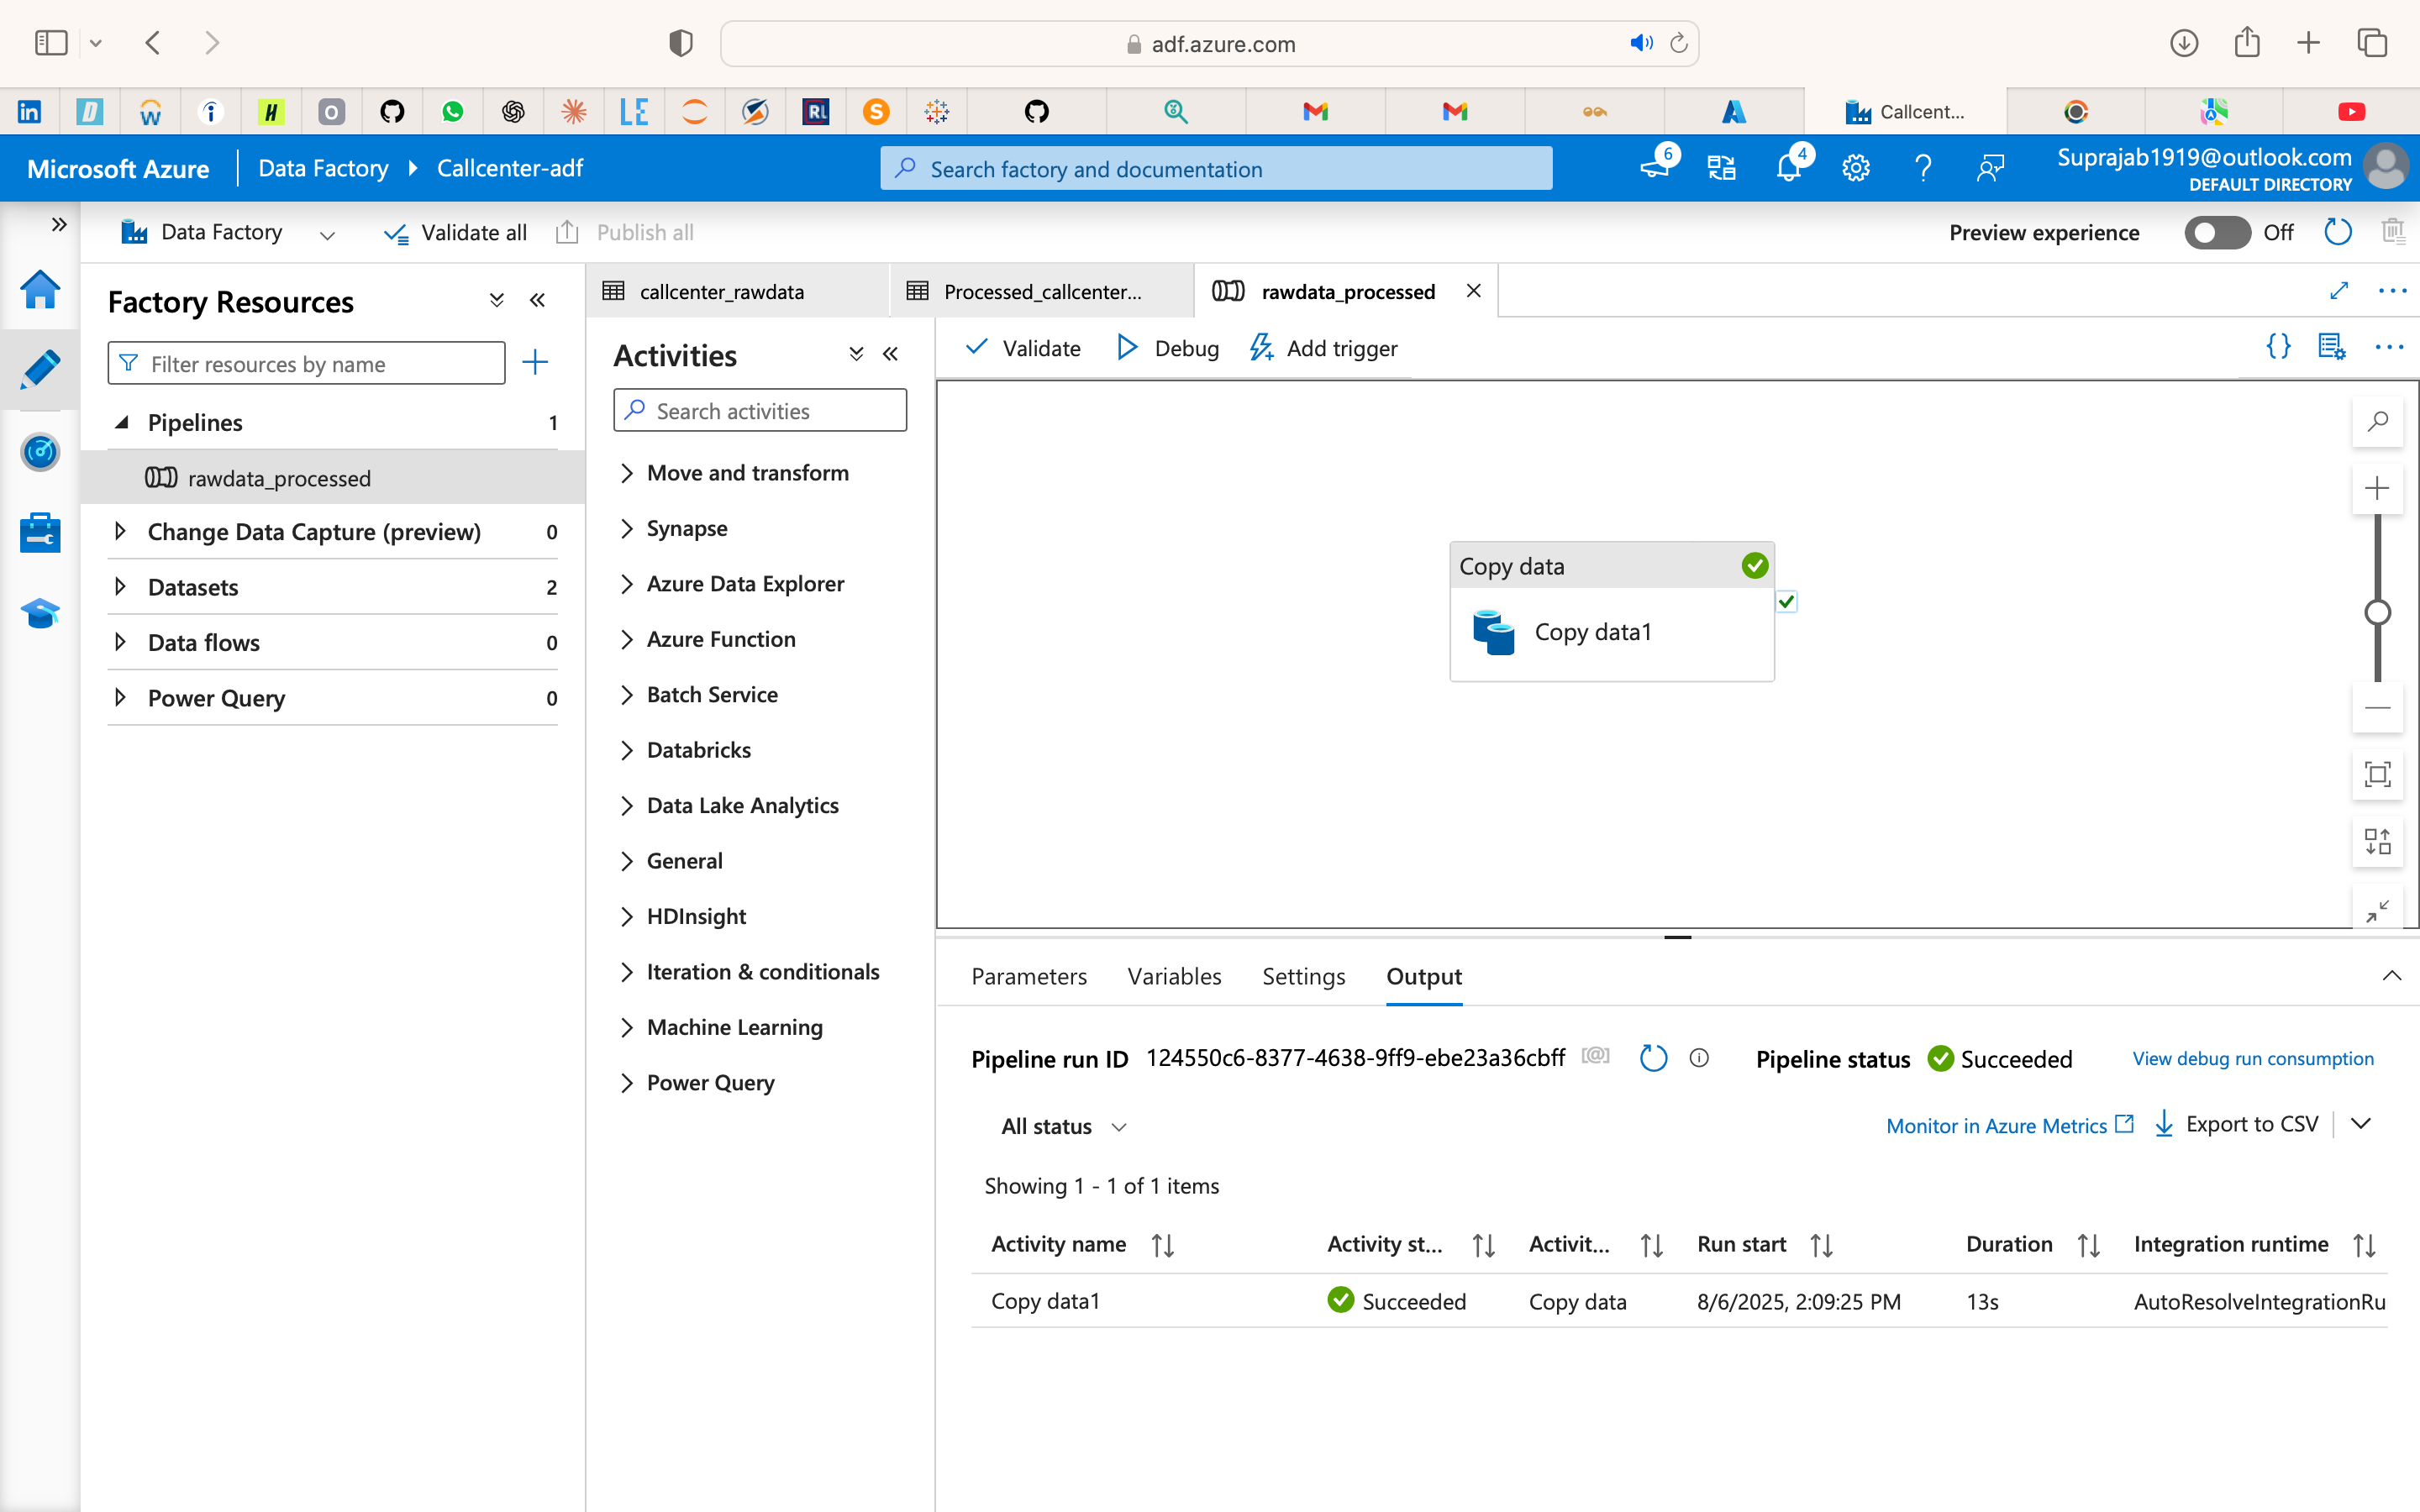 adf.azure.com
Callcent...
Microsoft Azure
Data Factory
Callcenter-adf
Search factory and documentation
6
4
Suprajab1919@outlook.com
DEFAULT DIRECTORY
Data Factory
Validate all
Publish all
Preview experience
Off
Factory Resources
Filter resources by name
Pipelines 1
rawdata_processed
Change Data Capture (preview) 0
Datasets 2
Data flows 0
Power Query 0
callcenter_rawdata
Processed_callcenter...
rawdata_processed
Activities
Search activities
Move and transform
Synapse
Azure Data Explorer
Azure Function
Batch Service
Databricks
Data Lake Analytics
General
HDInsight
Iteration & conditionals
Machine Learning
Power Query
Validate
Debug
Add trigger
Copy data
Copy data1
Parameters
Variables
Settings
Output
Pipeline run ID 124550c6-8377-4638-9ff9-ebe23a36cbff
Pipeline status Succeeded
View debug run consumption
All status
Monitor in Azure Metrics
Export to CSV
Showing 1 - 1 of 1 items
Activity name Activity st... Activit... Run start Duration Integration runtime
Copy data1 Succeeded Copy data 8/6/2025, 2:09:25 PM 13s AutoResolveIntegrationRu